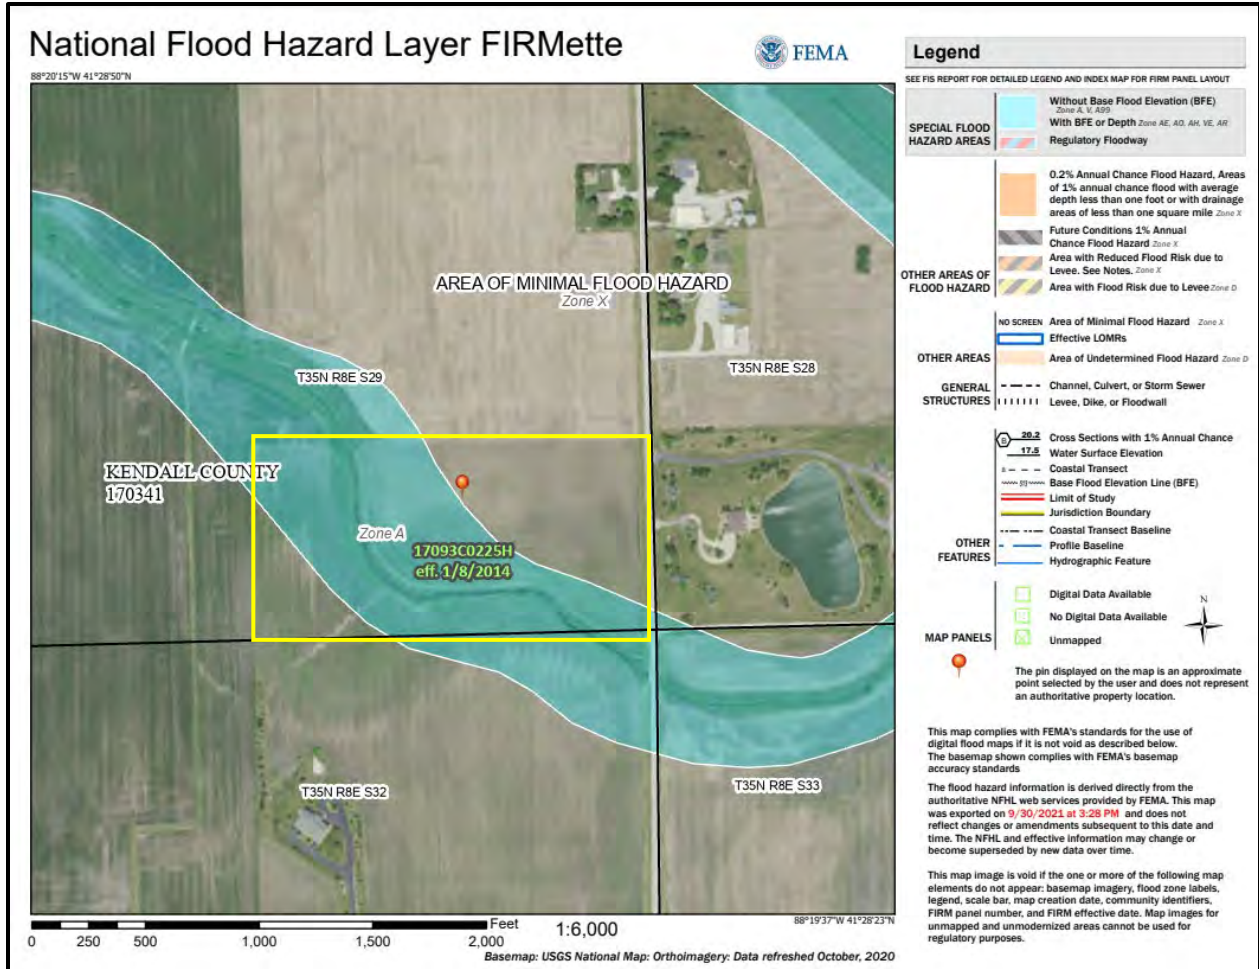 National Flood Hazard Layer FIRMette
FEMA
88°20'15"W 41°28'50"N
AREA OF MINIMAL FLOOD HAZARD
Zone X
T35N R8E S29
T35N R8E S28
KENDALL COUNTY
170341
Zone A
17093C0225H
eff. 1/8/2014
T35N R8E S32
T35N R8E S33
88°19'37"W 41°28'23"N
Feet
1:6,000
0 250 500 1,000 1,500 2,000
Basemap: USGS National Map: Orthoimagery: Data refreshed October, 2020
Legend
SEE FIS REPORT FOR DETAILED LEGEND AND INDEX MAP FOR FIRM PANEL LAYOUT
SPECIAL FLOOD
HAZARD AREAS
Without Base Flood Elevation (BFE)
Zone A, V, A99
With BFE or Depth Zone AE, AO, AH, VE, AR
Regulatory Floodway
OTHER AREAS OF
FLOOD HAZARD
0.2% Annual Chance Flood Hazard, Areas
of 1% annual chance flood with average
depth less than one foot or with drainage
areas of less than one square mile Zone X
Future Conditions 1% Annual
Chance Flood Hazard Zone X
Area with Reduced Flood Risk due to
Levee. See Notes. Zone X
Area with Flood Risk due to Levee Zone D
OTHER AREAS
NO SCREEN Area of Minimal Flood Hazard Zone X
Effective LOMRs
Area of Undetermined Flood Hazard Zone D
GENERAL
STRUCTURES
Channel, Culvert, or Storm Sewer
Levee, Dike, or Floodwall
OTHER
FEATURES
B 20.2 Cross Sections with 1% Annual Chance
17.5 Water Surface Elevation
8 Coastal Transect
Base Flood Elevation Line (BFE)
Limit of Study
Jurisdiction Boundary
Coastal Transect Baseline
Profile Baseline
Hydrographic Feature
MAP PANELS
Digital Data Available
No Digital Data Available
Unmapped
N
The pin displayed on the map is an approximate
point selected by the user and does not represent
an authoritative property location.
This map complies with FEMA's standards for the use of
digital flood maps if it is not void as described below.
The basemap shown complies with FEMA's basemap
accuracy standards
The flood hazard information is derived directly from the
authoritative NFHL web services provided by FEMA. This map
was exported on 9/30/2021 at 3:28 PM and does not
reflect changes or amendments subsequent to this date and
time. The NFHL and effective information may change or
become superseded by new data over time.
This map image is void if the one or more of the following map
elements do not appear: basemap imagery, flood zone labels,
legend, scale bar, map creation date, community identifiers,
FIRM panel number, and FIRM effective date. Map images for
unmapped and unmodernized areas cannot be used for
regulatory purposes.